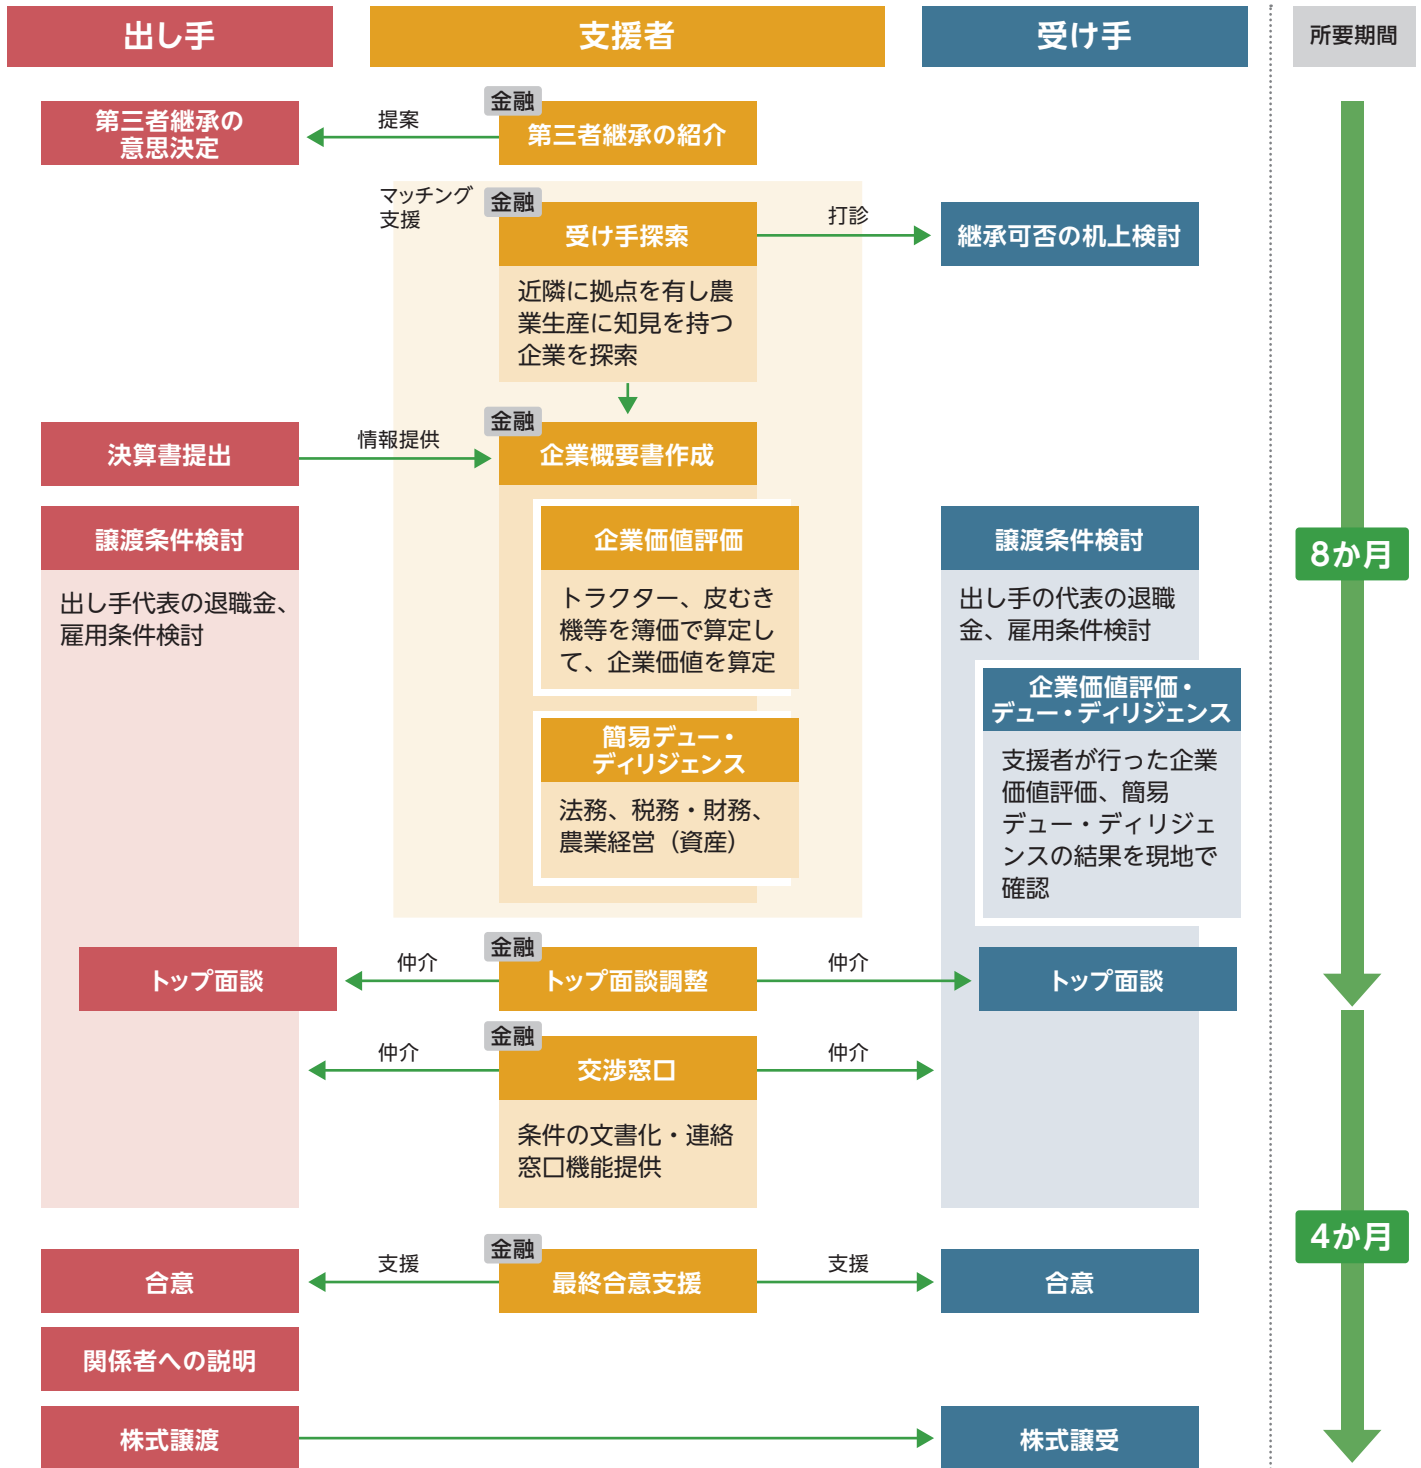 出し手
支援者
受け手
所要期間
第三者継承の
意思決定
提案
金融
第三者継承の紹介
マッチング
支援
金融
受け手探索
打診
継承可否の机上検討
近隣に拠点を有し農
業生産に知見を持つ
企業を探索
決算書提出
情報提供
金融
企業概要書作成
譲渡条件検討
出し手代表の退職金、
雇用条件検討
企業価値評価
トラクター、皮むき
機等を簿価で算定し
て、企業価値を算定
簡易デュー・
ディリジェンス
法務、税務・財務、
農業経営（資産）
譲渡条件検討
出し手の代表の退職
金、雇用条件検討
企業価値評価・
デュー・ディリジェンス
支援者が行った企業
価値評価、簡易
デュー・ディリジェ
ンスの結果を現地で
確認
8か月
トップ面談
仲介
金融
トップ面談調整
仲介
トップ面談
仲介
金融
交渉窓口
仲介
条件の文書化・連絡
窓口機能提供
4か月
合意
支援
金融
最終合意支援
支援
合意
関係者への説明
株式譲渡
株式譲受